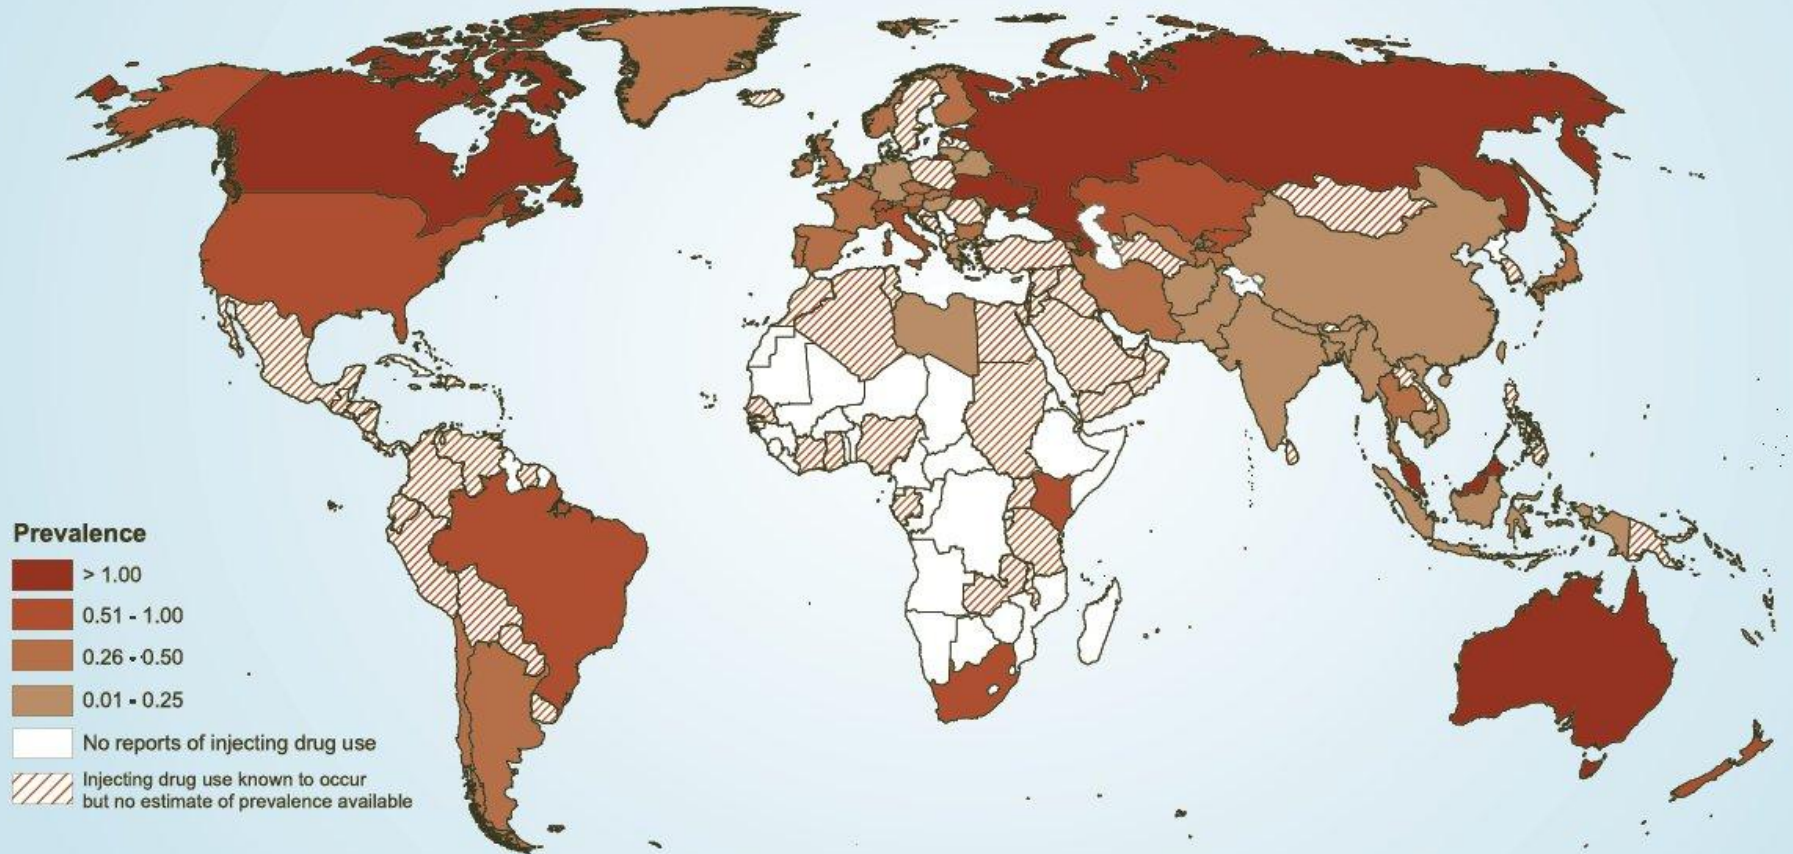 Prevalence
> 1.00
0.51 - 1.00
0.26 - 0.50
0.01 - 0.25
No reports of injecting drug use
Injecting drug use known to occur
but no estimate of prevalence available